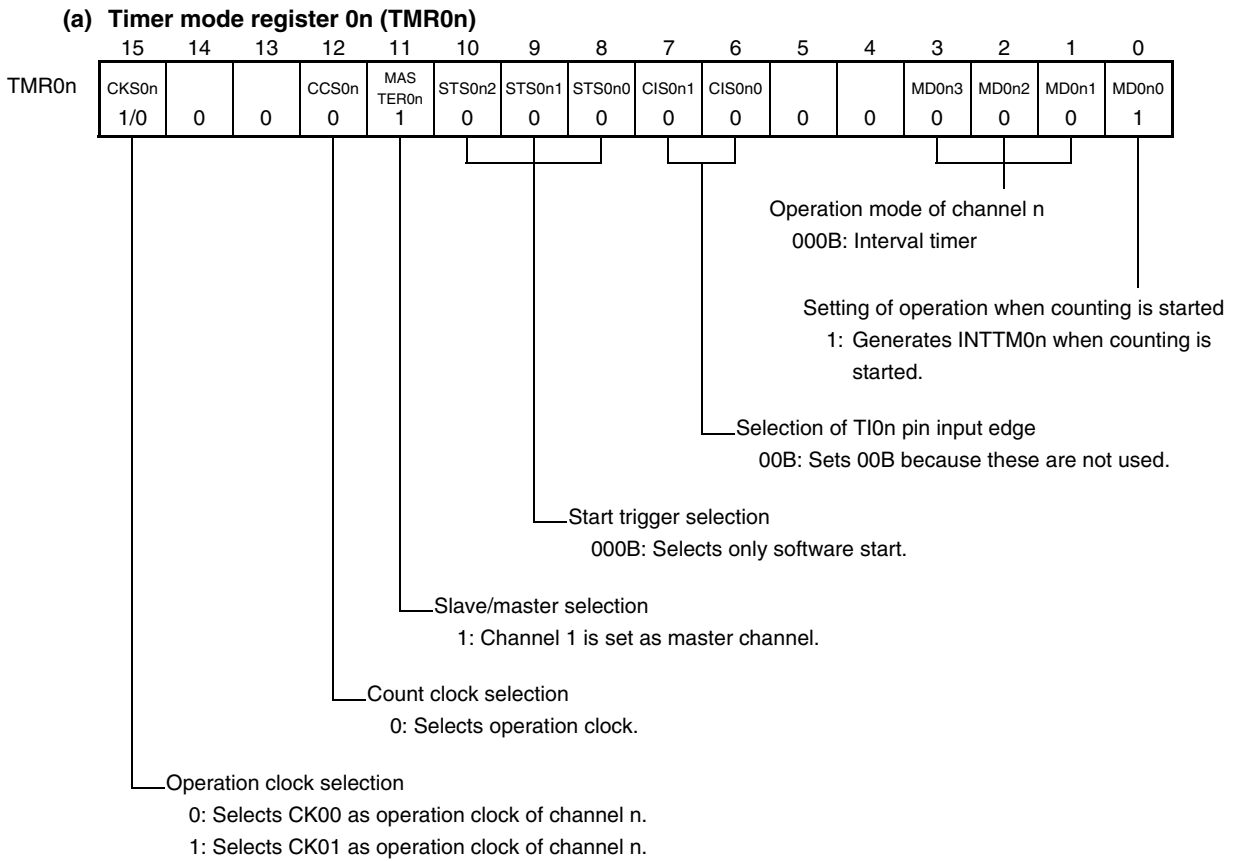 (a) Timer mode register 0n (TMR0n)
15 14 13 12 11 10 9 8 7 6 5 4 3 2 1 0
TMR0n
CKS0n CCS0n MAS TER0n STS0n2 STS0n1 STS0n0 CIS0n1 CIS0n0 MD0n3 MD0n2 MD0n1 MD0n0
1/0 0 0 0 1 0 0 0 0 0 0 0 0 0 0 1
Operation mode of channel n
000B: Interval timer
Setting of operation when counting is started
1: Generates INTTM0n when counting is
started.
Selection of TI0n pin input edge
00B: Sets 00B because these are not used.
Start trigger selection
000B: Selects only software start.
Slave/master selection
1: Channel 1 is set as master channel.
Count clock selection
0: Selects operation clock.
Operation clock selection
0: Selects CK00 as operation clock of channel n.
1: Selects CK01 as operation clock of channel n.